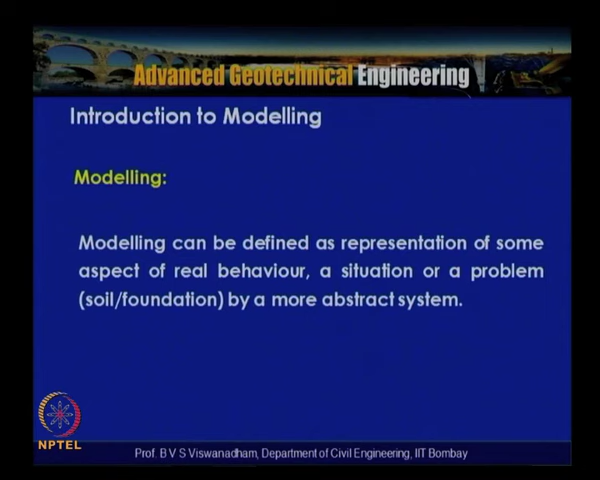 Advanced Geotechnical Engineering
Introduction to Modelling
Modelling:
Modelling can be defined as representation of some
aspect of real behaviour, a situation or a problem
(soil/foundation) by a more abstract system.
NPTEL
Prof. B V S Viswanadham, Department of Civil Engineering, IIT Bombay